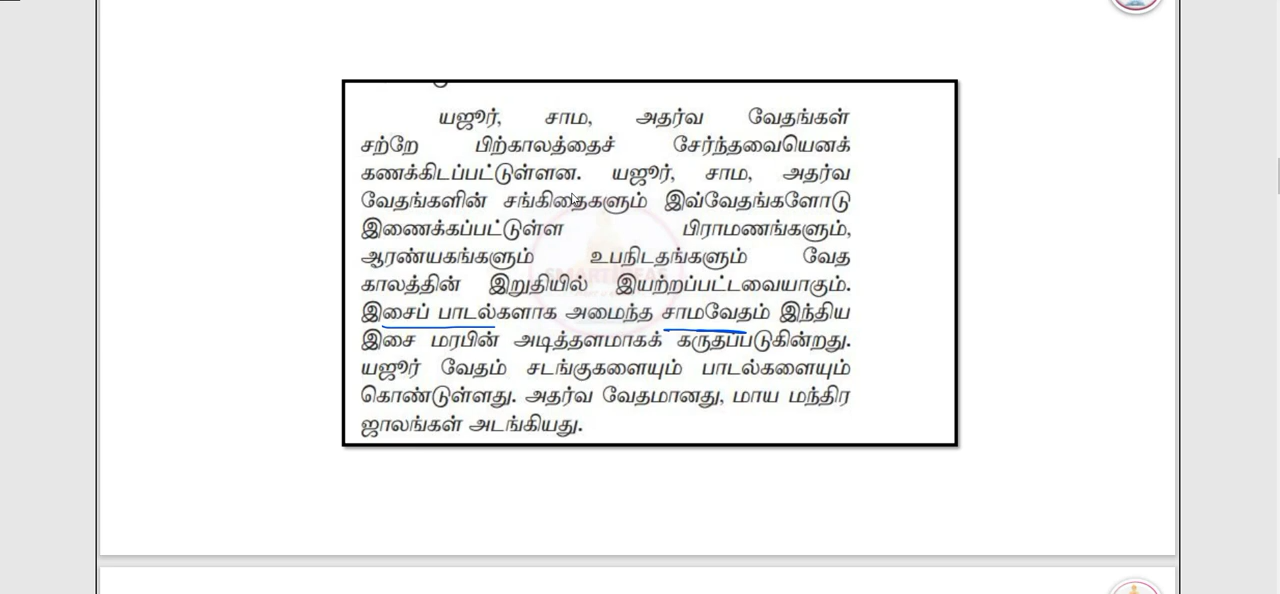 யஜூர், சாம, அதர்வ வேதங்கள்
சற்றே பிற்காலத்தைச் சேர்ந்தவையெனக்
கணக்கிடப்பட்டுள்ளன. யஜூர், சாம, அதர்வ
வேதங்களின் சங்கிதைகளும் இவ்வேதங்களோடு
இணைக்கப்பட்டுள்ள பிராமணங்களும்,
ஆரண்யகங்களும் உபநிடதங்களும் வேத
காலத்தின் இறுதியில் இயற்றப்பட்டவையாகும்.
இசைப் பாடல்களாக அமைந்த சாமவேதம் இந்திய
இசை மரபின் அடித்தளமாகக் கருதப்படுகின்றது.
யஜூர் வேதம் சடங்குகளையும் பாடல்களையும்
கொண்டுள்ளது. அதர்வ வேதமானது, மாய மந்திர
ஜாலங்கள் அடங்கியது.